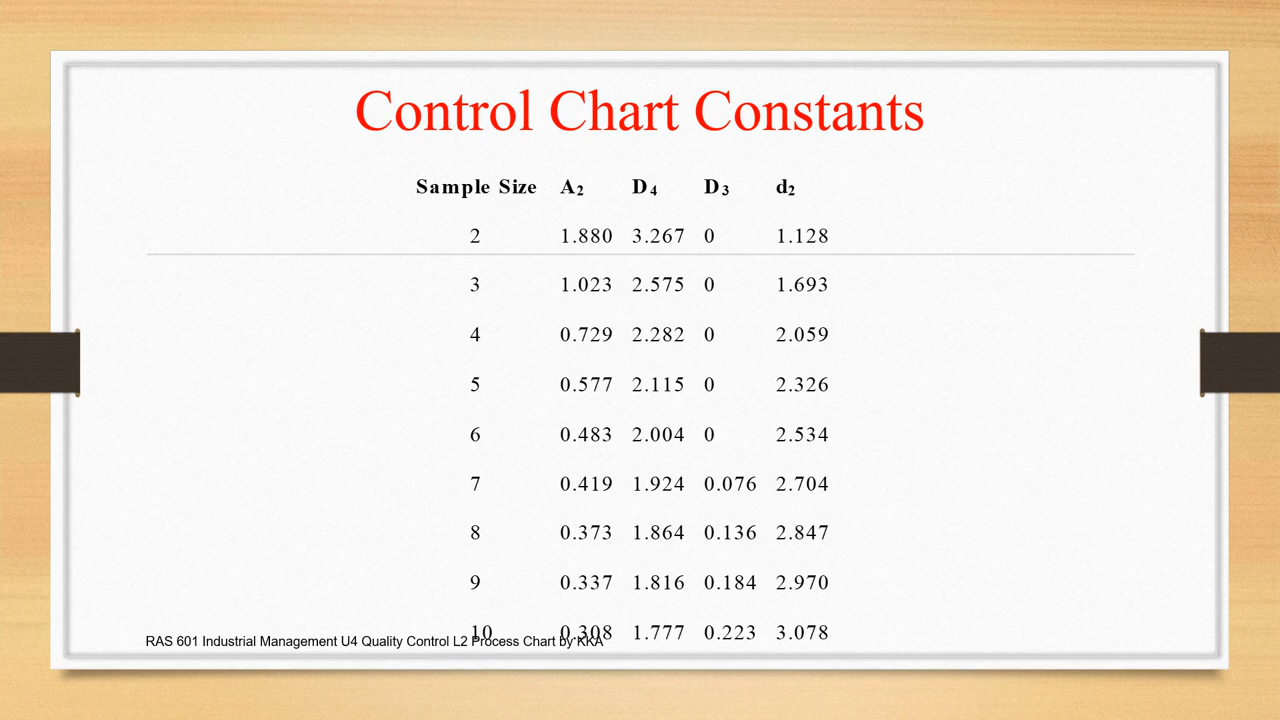 Control Chart Constants
Sample Size A₂ D₄ D₃ d₂
2 1.880 3.267 0 1.128
3 1.023 2.575 0 1.693
4 0.729 2.282 0 2.059
5 0.577 2.115 0 2.326
6 0.483 2.004 0 2.534
7 0.419 1.924 0.076 2.704
8 0.373 1.864 0.136 2.847
9 0.337 1.816 0.184 2.970
10 0.308 1.777 0.223 3.078
RAS 601 Industrial Management U4 Quality Control L2 Process Chart by KKA